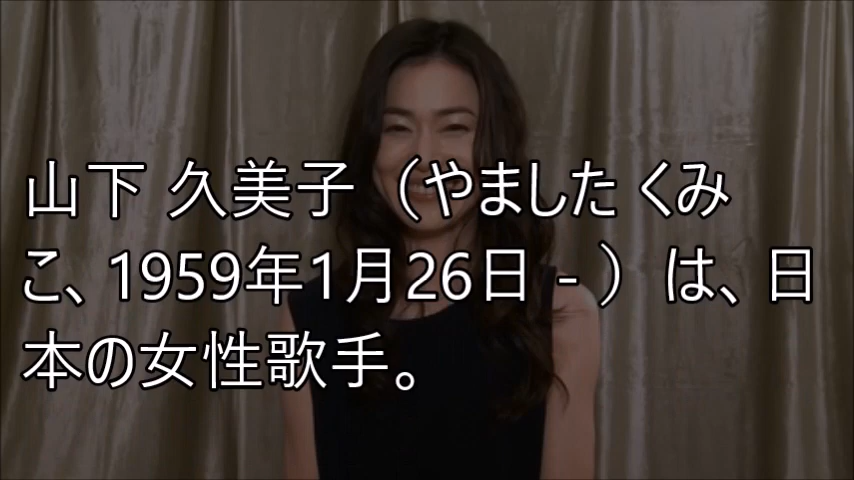 山下 久美子（やました くみ
こ、1959年1月26日 - ）は、日
本の女性歌手。